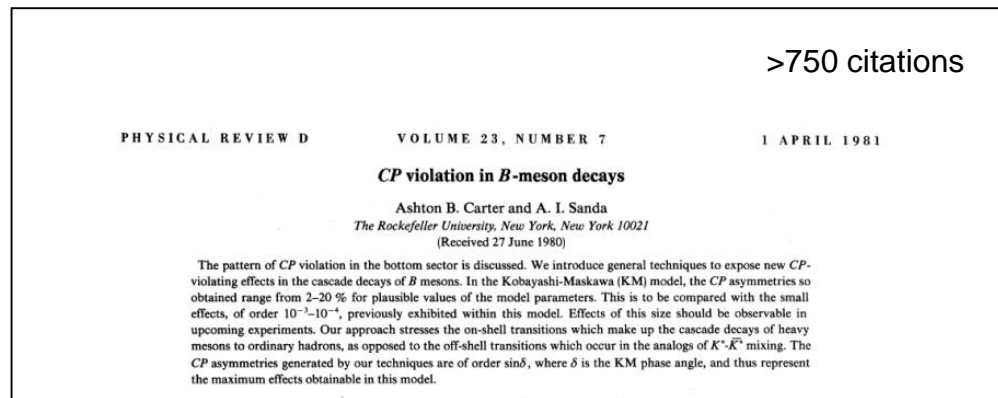 >750 citations
PHYSICAL REVIEW D VOLUME 23, NUMBER 7 1 APRIL 1981
CP violation in B-meson decays
Ashton B. Carter and A. I. Sanda
The Rockefeller University, New York, New York 10021
(Received 27 June 1980)
The pattern of CP violation in the bottom sector is discussed. We introduce general techniques to expose new CP-
violating effects in the cascade decays of B mesons. In the Kobayashi-Maskawa (KM) model, the CP asymmetries so
obtained range from 2–20 % for plausible values of the model parameters. This is to be compared with the small
effects, of order 10⁻³–10⁻⁴, previously exhibited within this model. Effects of this size should be observable in
upcoming experiments. Our approach stresses the on-shell transitions which make up the cascade decays of heavy
mesons to ordinary hadrons, as opposed to the off-shell transitions which occur in the analogs of K°-K̄° mixing. The
CP asymmetries generated by our techniques are of order sinδ, where δ is the KM phase angle, and thus represent
the maximum effects obtainable in this model.